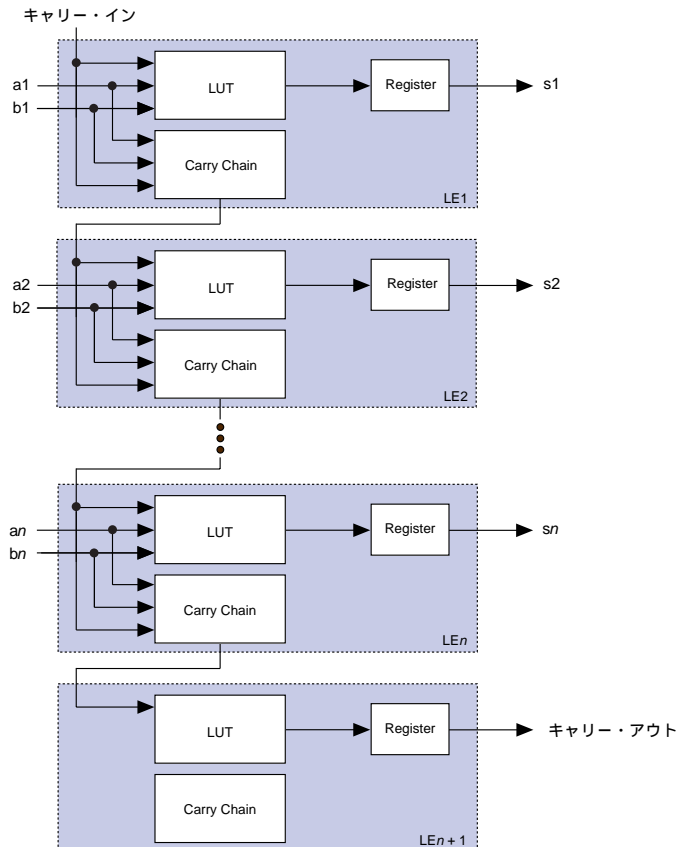 キャリー・イン
a1
b1
LUT
Register
s1
Carry Chain
LE1
a2
b2
LUT
Register
s2
Carry Chain
LE2
an
bn
LUT
Register
sn
Carry Chain
LEn
LUT
Register
キャリー・アウト
Carry Chain
LEn + 1